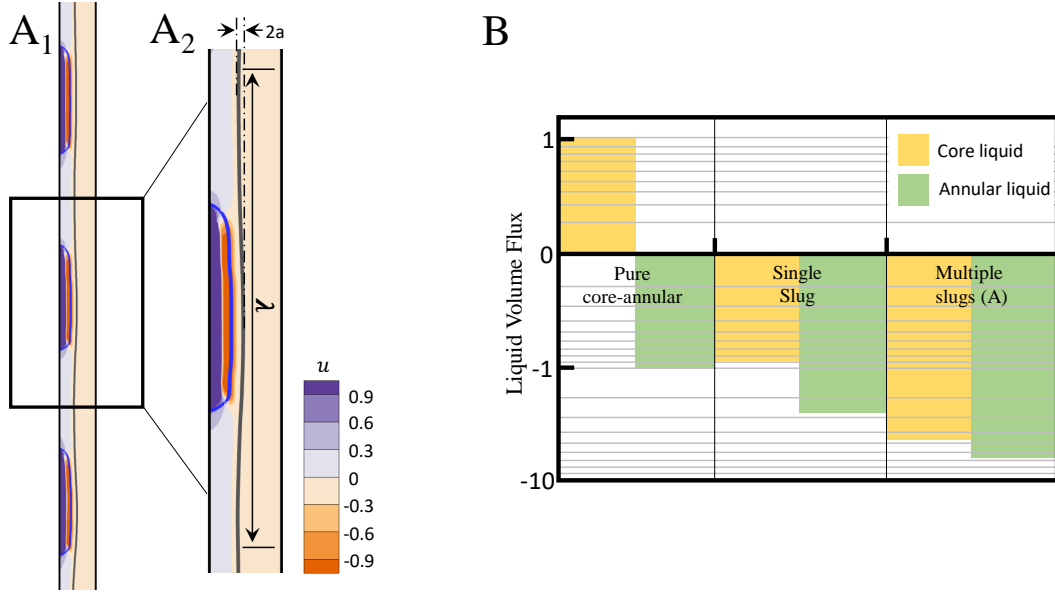 A₁
A₂
2a
λ
u
0.9
0.6
0.3
0
-0.3
-0.6
-0.9
B
Liquid Volume Flux
1
0
-1
-10
Core liquid
Annular liquid
Pure
core-annular
Single
Slug
Multiple
slugs (A)